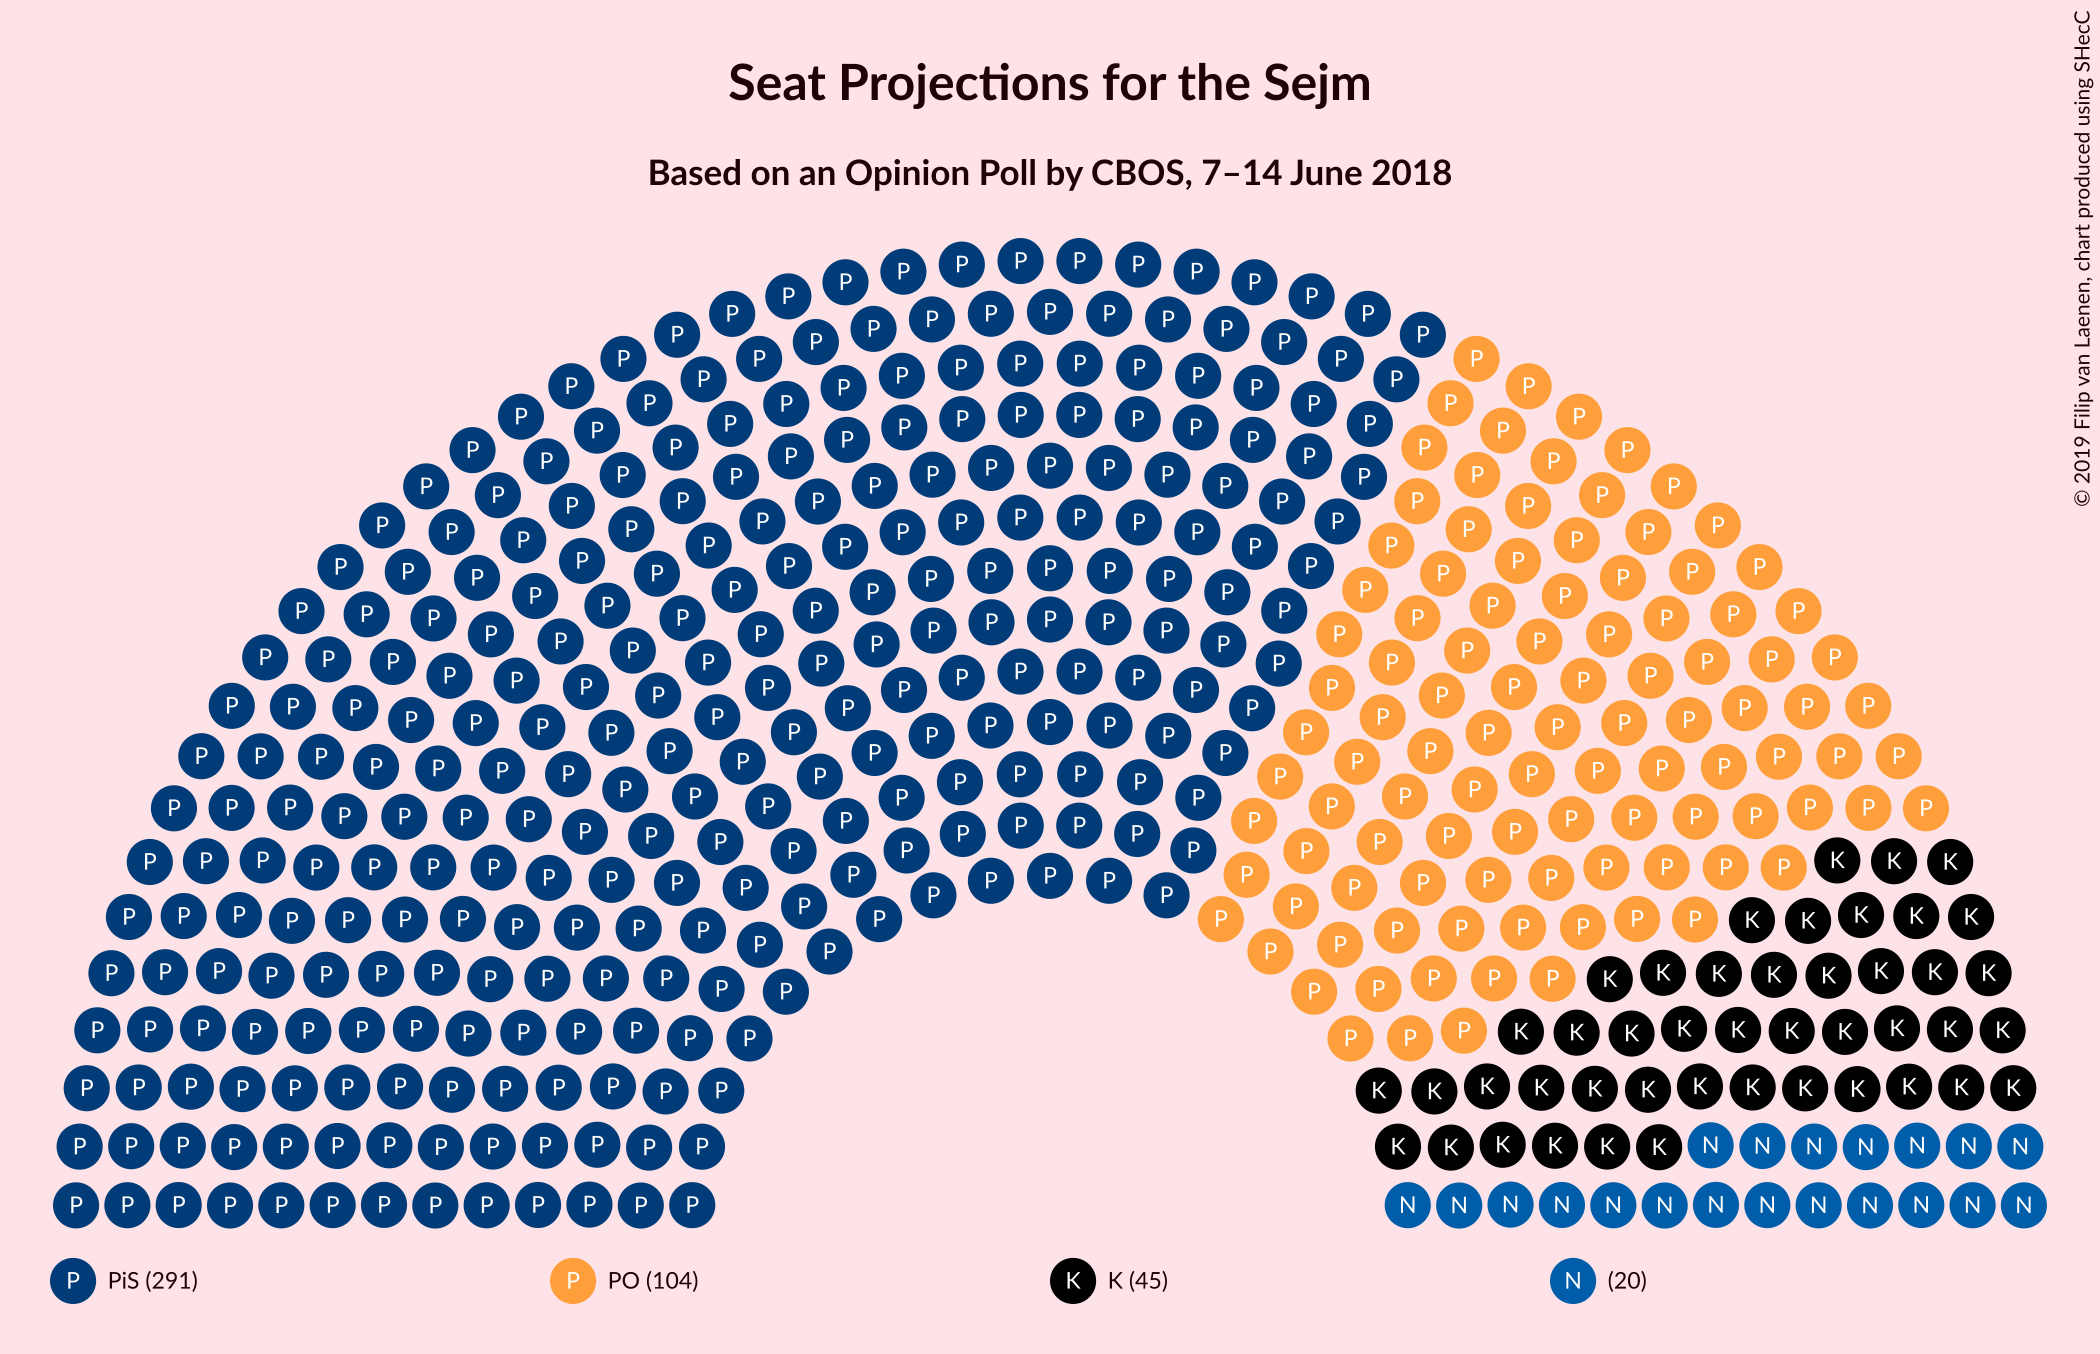 Seat Projections for the Sejm
Based on an Opinion Poll by CBOS, 7–14 June 2018
© 2019 Filip van Laenen, chart produced using SHecC
P PiS (291)
P PO (104)
K K (45)
N (20)